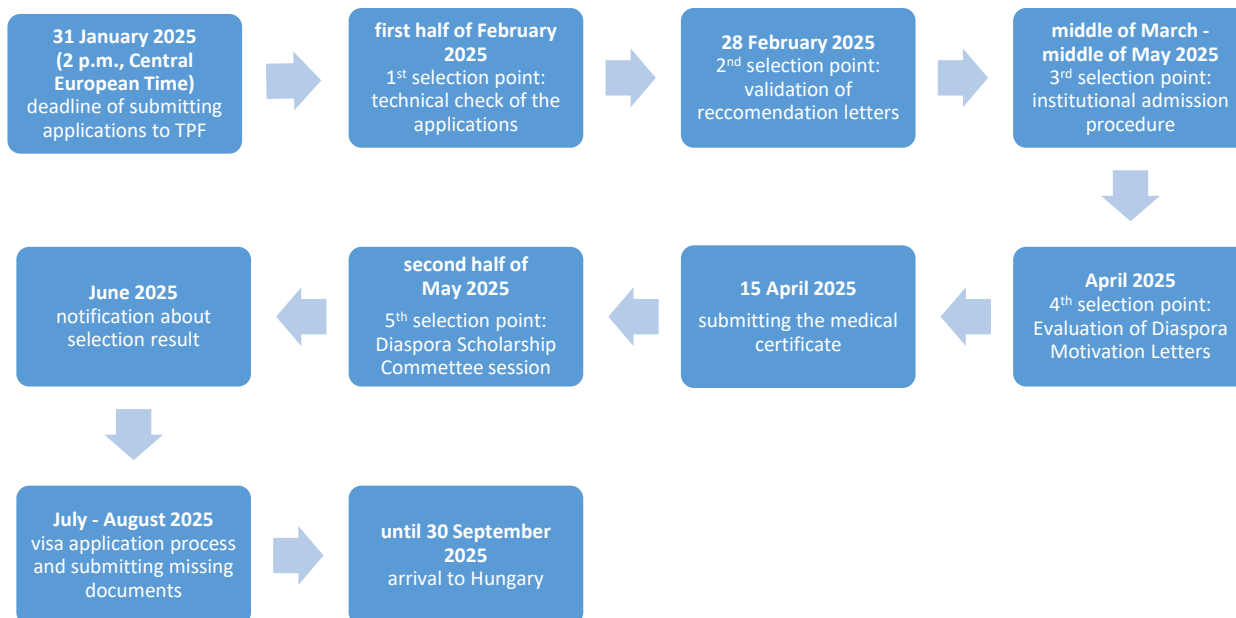 31 January 2025
(2 p.m., Central
European Time)
deadline of submitting
applications to TPF
first half of February
2025
1st selection point:
technical check of the
applications
28 February 2025
2nd selection point:
validation of
reccomendation letters
middle of March -
middle of May 2025
3rd selection point:
institutional admission
procedure
April 2025
4th selection point:
Evaluation of Diaspora
Motivation Letters
15 April 2025
submitting the medical
certificate
second half of
May 2025
5th selection point:
Diaspora Scholarship
Committee session
June 2025
notification about
selection result
July - August 2025
visa application process
and submitting missing
documents
until 30 September
2025
arrival to Hungary